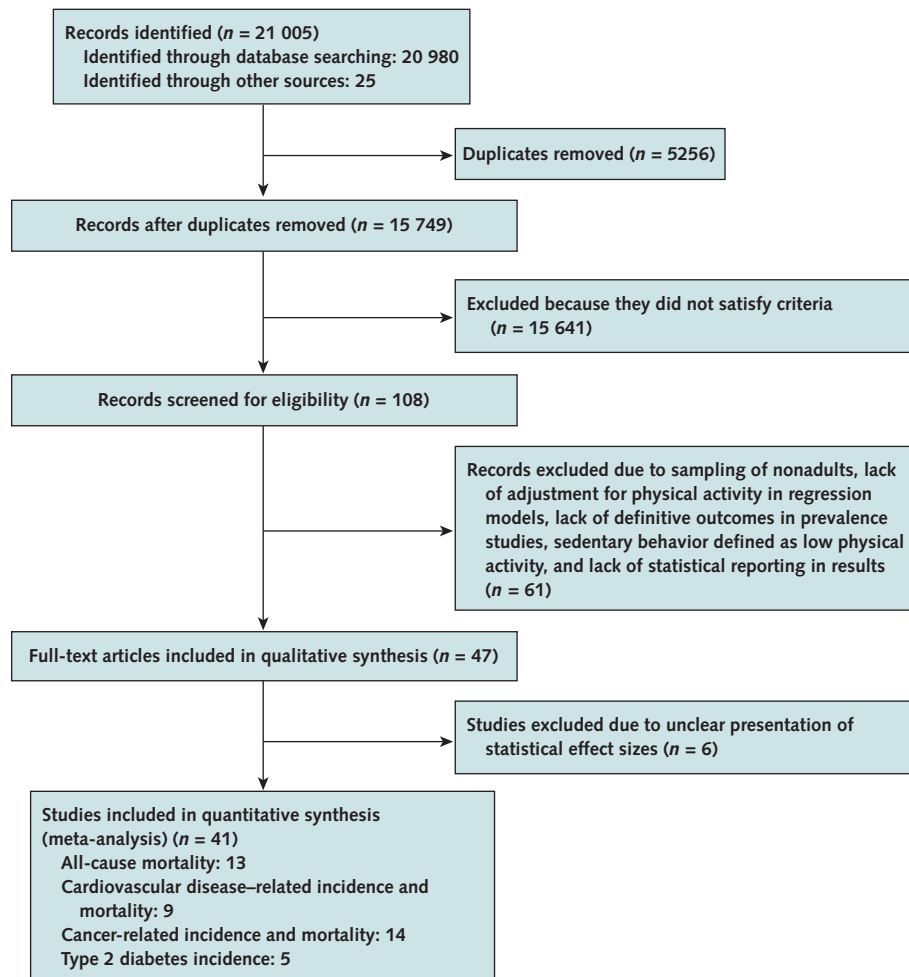 Records identified (n = 21 005)
Identified through database searching: 20 980
Identified through other sources: 25
Duplicates removed (n = 5256)
Records after duplicates removed (n = 15 749)
Excluded because they did not satisfy criteria
(n = 15 641)
Records screened for eligibility (n = 108)
Records excluded due to sampling of nonadults, lack
of adjustment for physical activity in regression
models, lack of definitive outcomes in prevalence
studies, sedentary behavior defined as low physical
activity, and lack of statistical reporting in results
(n = 61)
Full-text articles included in qualitative synthesis (n = 47)
Studies excluded due to unclear presentation of
statistical effect sizes (n = 6)
Studies included in quantitative synthesis
(meta-analysis) (n = 41)
All-cause mortality: 13
Cardiovascular disease–related incidence and
mortality: 9
Cancer-related incidence and mortality: 14
Type 2 diabetes incidence: 5